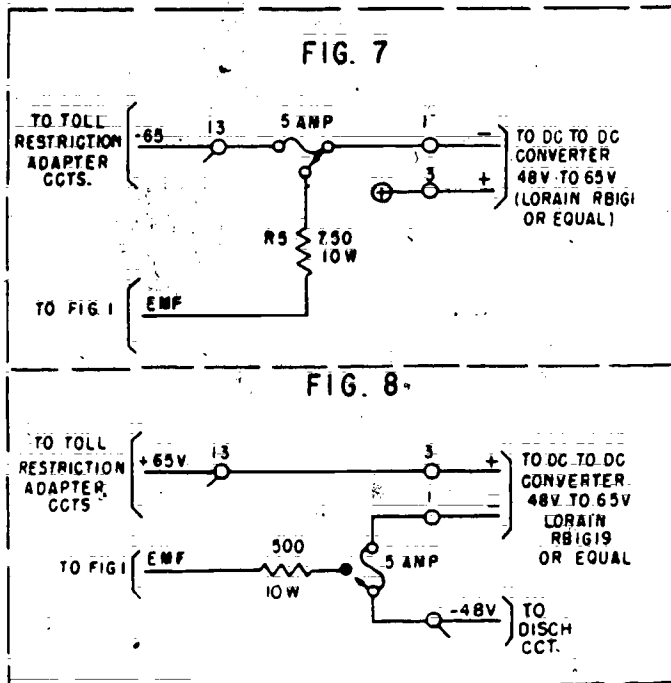 FIG. 7
TO TOLL
RESTRICTION
ADAPTER
CCTS.
-65
13
5 AMP
1
-
3
+
TO DC TO DC
CONVERTER
48V TO 65V
(LORAIN RBIGI
OR EQUAL)
R5 750
10W
TO FIG. 1
EMF
FIG. 8
TO TOLL
RESTRICTION
ADAPTER
CCTS
+65V
13
3
+
1
-
TO DC TO DC
CONVERTER
48V TO 65V
LORAIN
RBIG19
OR EQUAL
TO FIG 1
EMF
500
10W
.5 AMP
-48V
TO
DISCH
CCT.